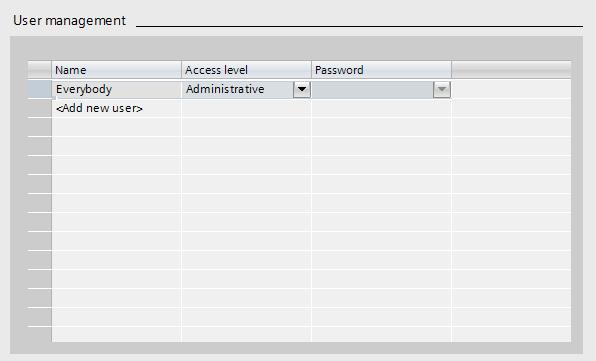 User management
Name Access level Password
Everybody Administrative
<Add new user>